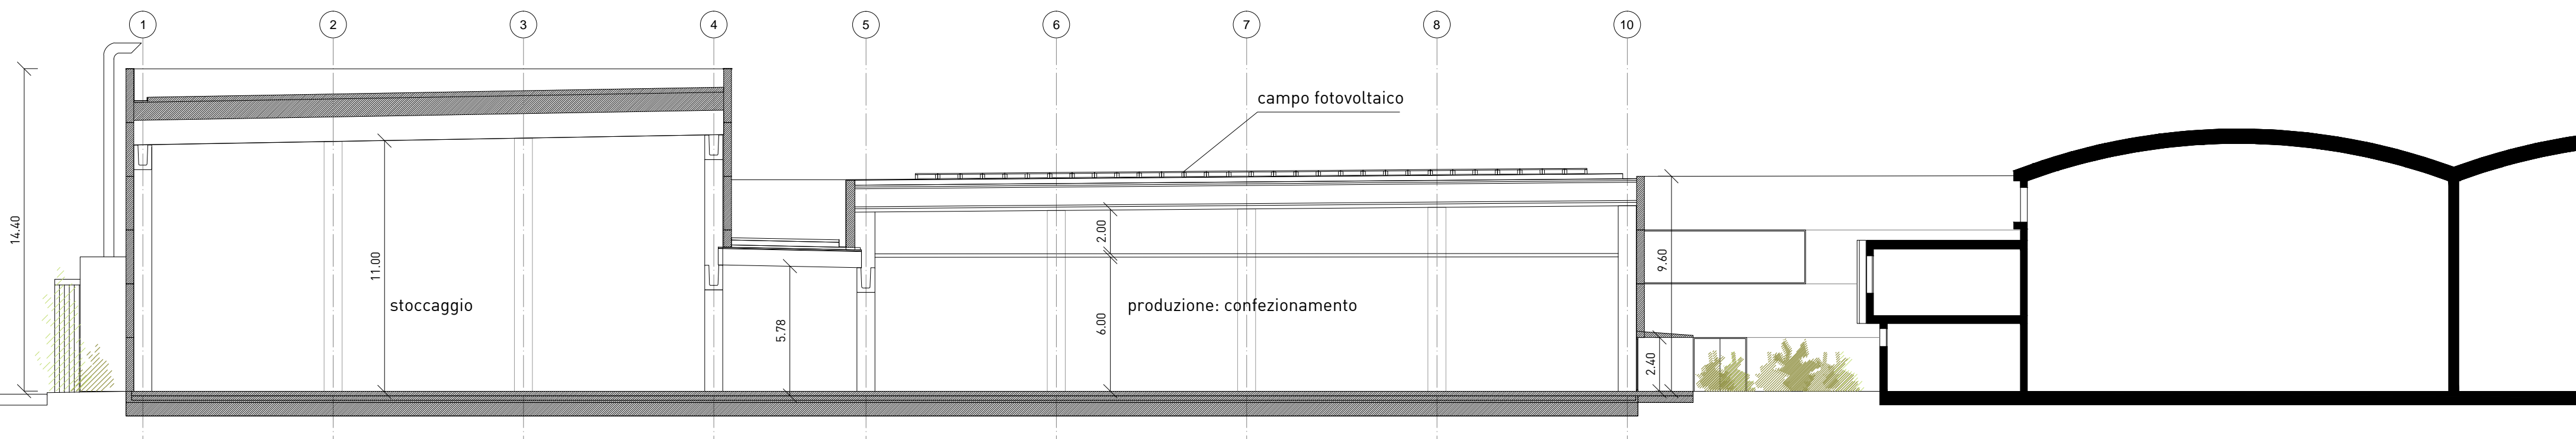 1 2 3 4 5 6 7 8 10
campo fotovoltaico
14.40
11.00
stoccaggio
5.78
2.00
6.00
produzione: confezionamento
9.60
2.40